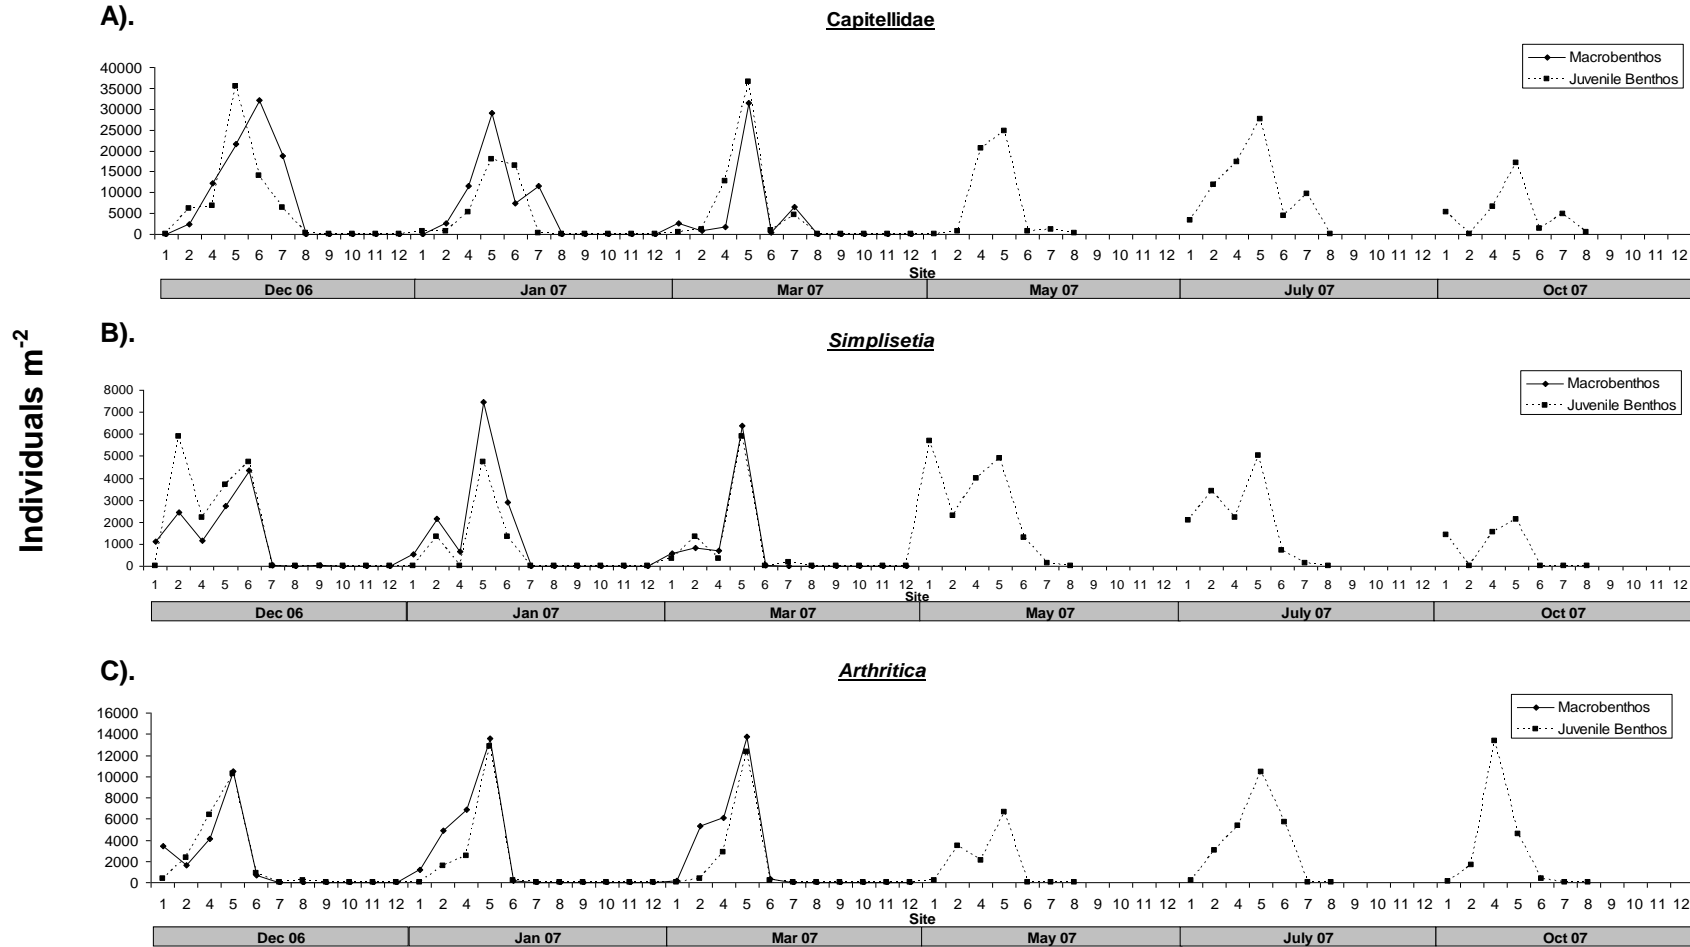 A).
Capitellidae
Macrobenthos
Juvenile Benthos
40000
35000
30000
25000
20000
15000
10000
5000
0
1 2 4 5 6 7 8 9 10 11 12 1 2 4 5 6 7 8 9 10 11 12 1 2 4 5 6 7 8 9 10 11 12 1 2 4 5 6 7 8 9 10 11 12 1 2 4 5 6 7 8 9 10 11 12 1 2 4 5 6 7 8 9 10 11 12
Site
Dec 06 Jan 07 Mar 07 May 07 July 07 Oct 07
Individuals m-2
B).
Simplisetia
Macrobenthos
Juvenile Benthos
8000
7000
6000
5000
4000
3000
2000
1000
0
1 2 4 5 6 7 8 9 10 11 12 1 2 4 5 6 7 8 9 10 11 12 1 2 4 5 6 7 8 9 10 11 12 1 2 4 5 6 7 8 9 10 11 12 1 2 4 5 6 7 8 9 10 11 12 1 2 4 5 6 7 8 9 10 11 12
Site
Dec 06 Jan 07 Mar 07 May 07 July 07 Oct 07
C).
Arthritica
Macrobenthos
Juvenile Benthos
16000
14000
12000
10000
8000
6000
4000
2000
0
1 2 4 5 6 7 8 9 10 11 12 1 2 4 5 6 7 8 9 10 11 12 1 2 4 5 6 7 8 9 10 11 12 1 2 4 5 6 7 8 9 10 11 12 1 2 4 5 6 7 8 9 10 11 12 1 2 4 5 6 7 8 9 10 11 12
Site
Dec 06 Jan 07 Mar 07 May 07 July 07 Oct 07